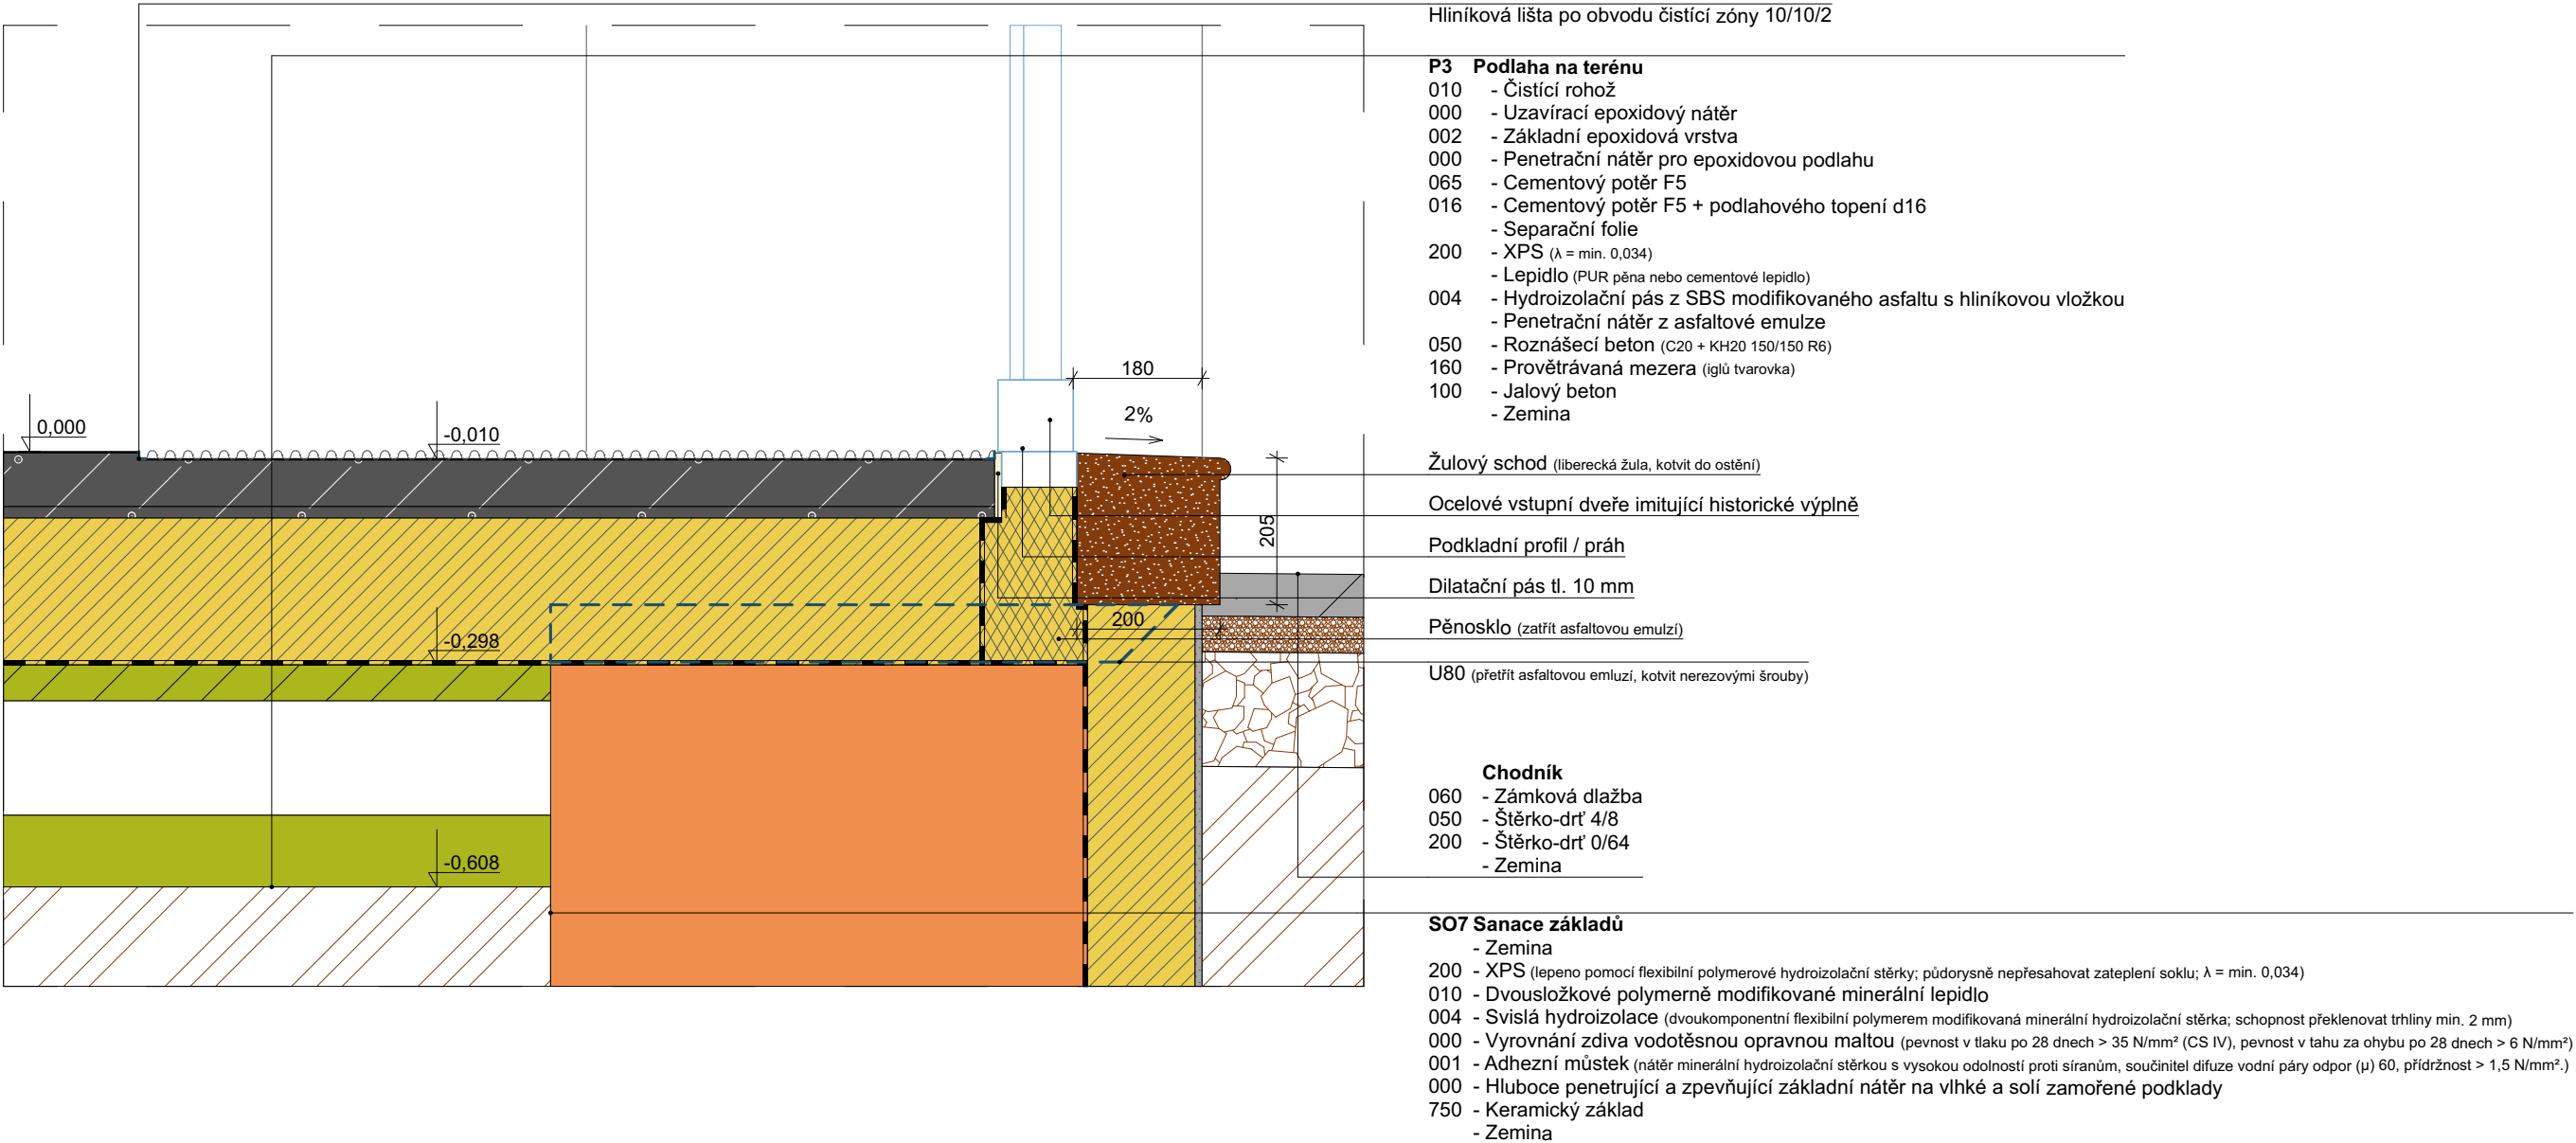 Hliníková lišta po obvodu čistící zóny 10/10/2
P3 Podlaha na terénu
010 - Čistící rohož
000 - Uzavírací epoxidový nátěr
002 - Základní epoxidová vrstva
000 - Penetrační nátěr pro epoxidovou podlahu
065 - Cementový potěr F5
016 - Cementový potěr F5 + podlahového topení d16
- Separační folie
200 - XPS (λ = min. 0,034)
- Lepidlo (PUR pěna nebo cementové lepidlo)
004 - Hydroizolační pás z SBS modifikovaného asfaltu s hliníkovou vložkou
- Penetrační nátěr z asfaltové emulze
050 - Roznášecí beton (C20 + KH20 150/150 R6)
160 - Provětrávaná mezera (iglů tvarovka)
100 - Jalový beton
- Zemina
180
2%
0,000
-0,010
Žulový schod (liberecká žula, kotvit do ostění)
Ocelové vstupní dveře imitující historické výplně
205
Podkladní profil / práh
Dilatační pás tl. 10 mm
200
Pěnosklo (zatřít asfaltovou emulzí)
-0,298
U80 (přetřít asfaltovou emluzí, kotvit nerezovými šrouby)
Chodník
060 - Zámková dlažba
050 - Štěrko-drť 4/8
200 - Štěrko-drť 0/64
- Zemina
-0,608
SO7 Sanace základů
- Zemina
200 - XPS (lepeno pomocí flexibilní polymerové hydroizolační stěrky; půdorysně nepřesahovat zateplení soklu; λ = min. 0,034)
010 - Dvousložkové polymerně modifikované minerální lepidlo
004 - Svislá hydroizolace (dvoukomponentní flexibilní polymerem modifikovaná minerální hydroizolační stěrka; schopnost překlenovat trhliny min. 2 mm)
000 - Vyrovnání zdiva vodotěsnou opravnou maltou (pevnost v tlaku po 28 dnech > 35 N/mm² (CS IV), pevnost v tahu za ohybu po 28 dnech > 6 N/mm²)
001 - Adhezní můstek (nátěr minerální hydroizolační stěrkou s vysokou odolností proti síranům, součinitel difuze vodní páry odpor (μ) 60, přídržnost > 1,5 N/mm².)
000 - Hluboce penetrující a zpevňující základní nátěr na vlhké a solí zamořené podklady
750 - Keramický základ
- Zemina